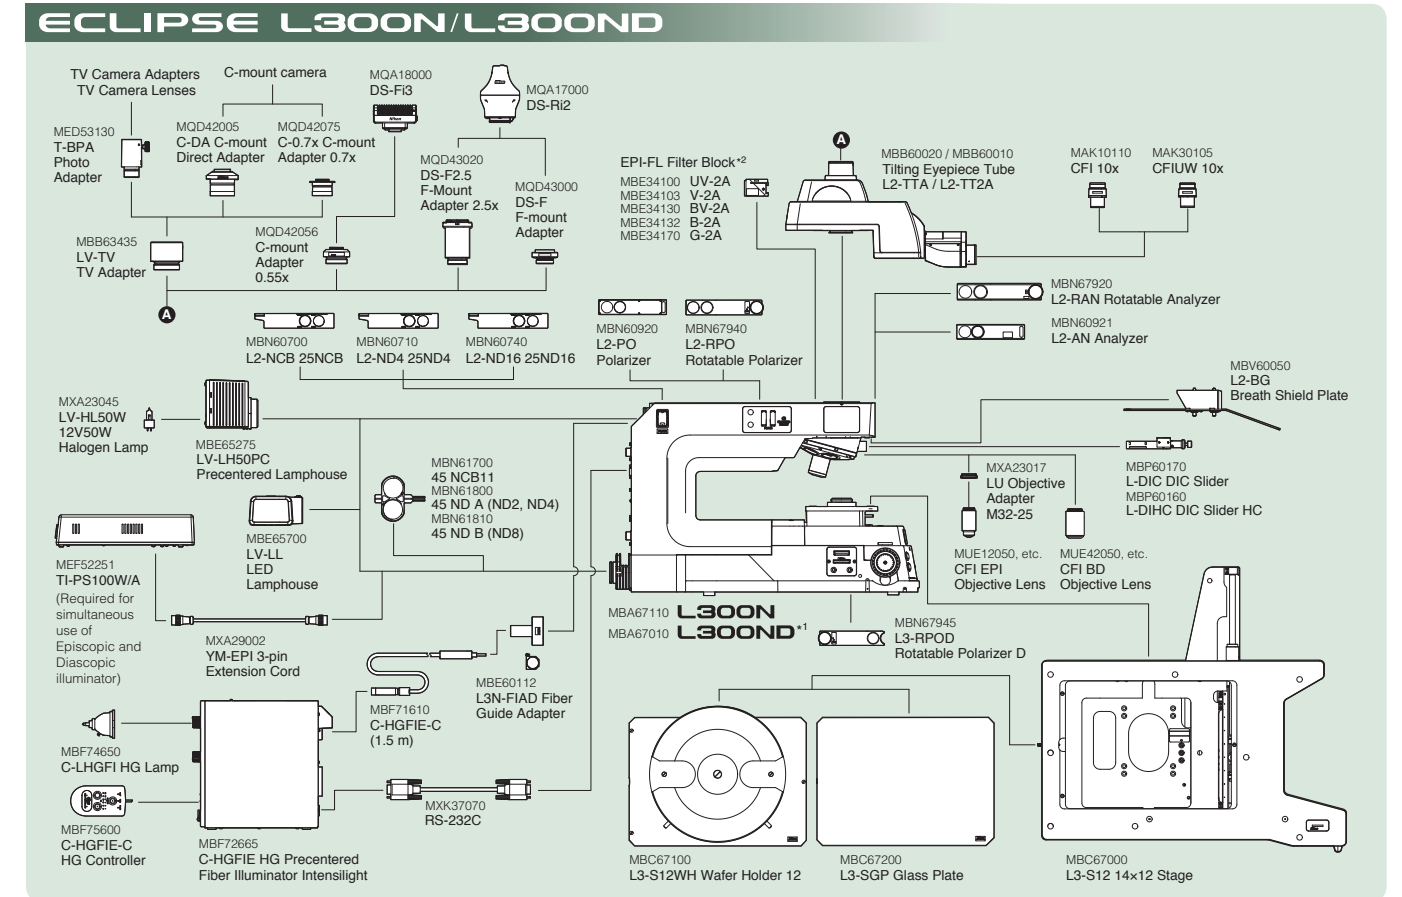 ECLIPSE L300N/L300ND
TV Camera Adapters
TV Camera Lenses
C-mount camera
MQA18000
DS-Fi3
MQA17000
DS-Ri2
MED53130
T-BPA
Photo
Adapter
MQD42005
C-DA C-mount
Direct Adapter
MQD42075
C-0.7x C-mount
Adapter 0.7x
MQD43020
DS-F2.5
F-Mount
Adapter 2.5x
MQD43000
DS-F
F-mount
Adapter
MBB63435
LV-TV
TV Adapter
MQD42056
C-mount
Adapter
0.55x
A
EPI-FL Filter Block*2
MBE34100 UV-2A
MBE34103 V-2A
MBE34130 BV-2A
MBE34132 B-2A
MBE34170 G-2A
A
MBB60020 / MBB60010
Tilting Eyepiece Tube
L2-TTA / L2-TT2A
MAK10110
CFI 10x
MAK30105
CFIUW 10x
MBN67920
L2-RAN Rotatable Analyzer
MBN60921
L2-AN Analyzer
MBN60700
L2-NCB 25NCB
MBN60710
L2-ND4 25ND4
MBN60740
L2-ND16 25ND16
MBN60920
L2-PO
Polarizer
MBN67940
L2-RPO
Rotatable Polarizer
MBV60050
L2-BG
Breath Shield Plate
MXA23045
LV-HL50W
12V50W
Halogen Lamp
MBE65275
LV-LH50PC
Precentered Lamphouse
MBN61700
45 NCB11
MBN61800
45 ND A (ND2, ND4)
MBN61810
45 ND B (ND8)
MXA23017
LU Objective
Adapter
M32-25
MBP60170
L-DIC DIC Slider
MBP60160
L-DIHC DIC Slider HC
MBE65700
LV-LL
LED
Lamphouse
MUE12050, etc.
CFI EPI
Objective Lens
MUE42050, etc.
CFI BD
Objective Lens
MEF52251
TI-PS100W/A
(Required for
simultaneous
use of
Episcopic and
Diascopic
illuminator)
MXA29002
YM-EPI 3-pin
Extension Cord
MBA67110 L300N
MBA67010 L300ND*1
MBN67945
L3-RPOD
Rotatable Polarizer D
MBE60112
L3N-FIAD Fiber
Guide Adapter
MBF71610
C-HGFIE-C
(1.5 m)
MBF74650
C-LHGFI HG Lamp
MXK37070
RS-232C
MBF75600
C-HGFIE-C
HG Controller
MBF72665
C-HGFIE HG Precentered
Fiber Illuminator Intensilight
MBC67100
L3-S12WH Wafer Holder 12
MBC67200
L3-SGP Glass Plate
MBC67000
L3-S12 14×12 Stage